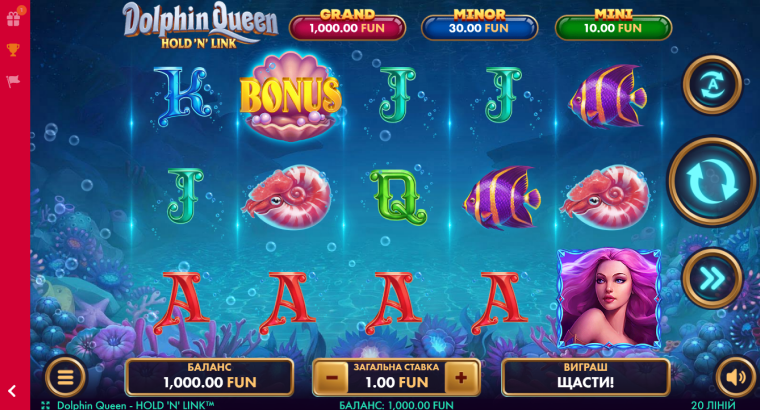 Dolphin Queen
HOLD 'N' LINK
GRAND
1,000.00 FUN
MINOR
30.00 FUN
MINI
10.00 FUN
A
K
BONUS
J
J
J
Q
A
A
A
A
БАЛАНС
1,000.00 FUN
ЗАГАЛЬНА СТАВКА
− 1.00 FUN +
ВИГРАШ
ЩАСТИ!
Dolphin Queen - HOLD 'N' LINK™
БАЛАНС: 1,000.00 FUN
20 ЛІНІЙ